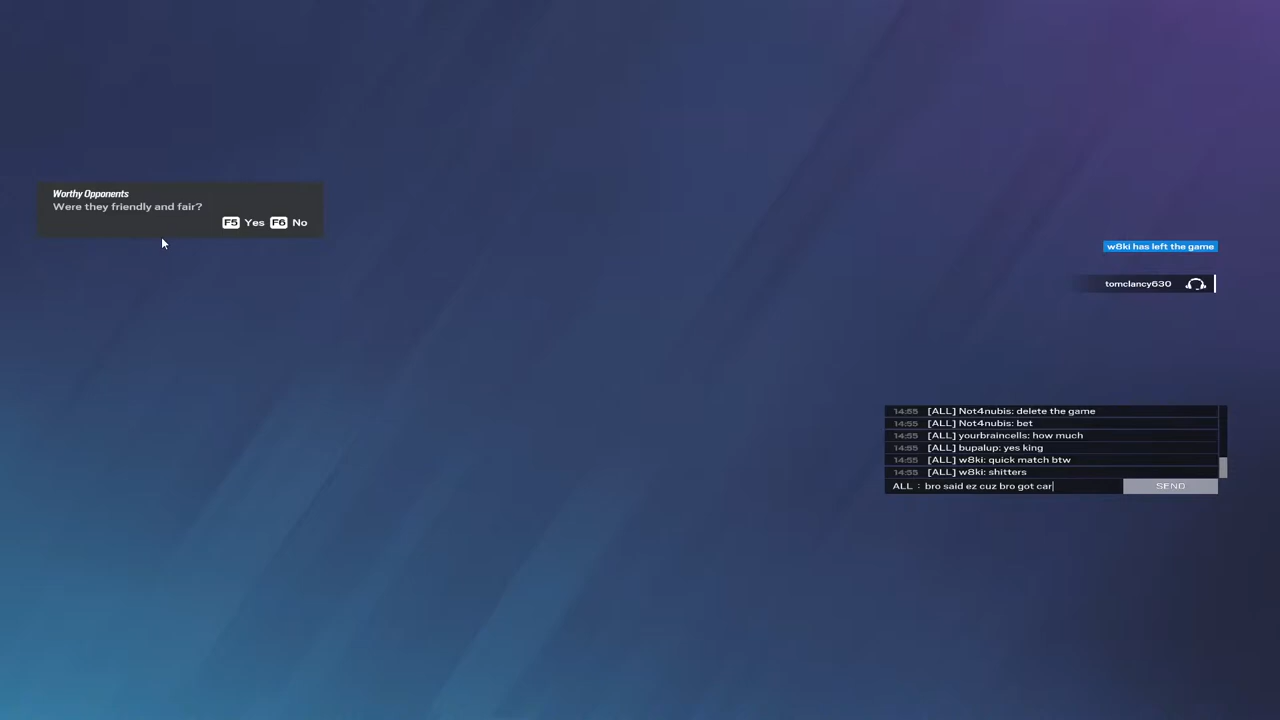 Worthy Opponents
Were they friendly and fair?
F5 Yes F6 No
w8ki has left the game
tomclancy630
14:55 [ALL] Not4nubis: delete the game
14:55 [ALL] Not4nubis: bet
14:55 [ALL] yourbraincells: how much
14:55 [ALL] bupalup: yes king
14:55 [ALL] w8ki: quick match btw
14:55 [ALL] w8ki: shitters
ALL : bro said ez cuz bro got car
SEND